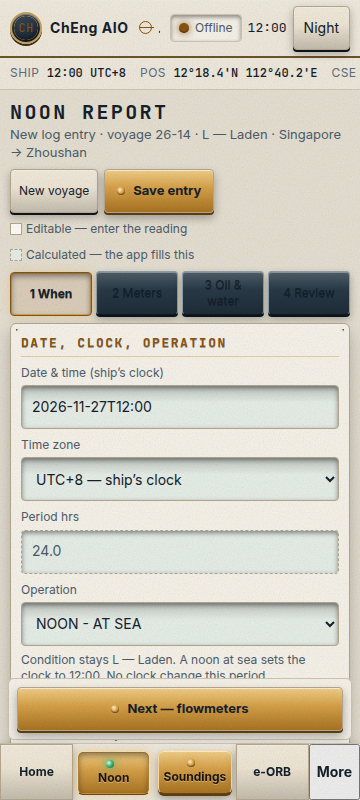 CH ChEng AIO
Offline
12:00
Night
SHIP 12:00 UTC+8 POS 12°18.4'N 112°40.2'E CSE
NOON REPORT
New log entry · voyage 26-14 · L — Laden · Singapore
→ Zhoushan
New voyage
Save entry
Editable — enter the reading
Calculated — the app fills this
1 When
2 Meters
3 Oil &
water
4 Review
DATE, CLOCK, OPERATION
Date & time (ship's clock)
2026-11-27T12:00
Time zone
UTC+8 — ship's clock
Period hrs
24.0
Operation
NOON - AT SEA
Condition stays L — Laden. A noon at sea sets the
clock to 12:00. No clock change this period
Next — flowmeters
Home
Noon
Soundings
e-ORB
More